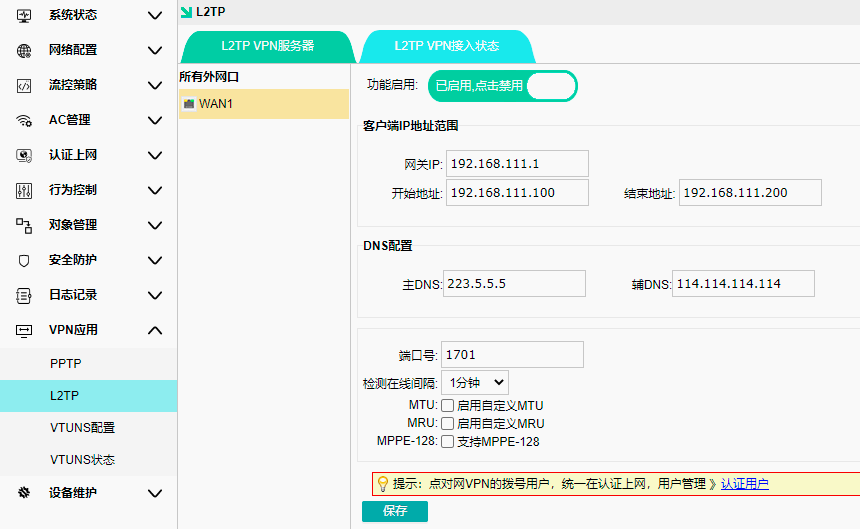 系统状态
网络配置
流控策略
AC管理
认证上网
行为控制
对象管理
安全防护
日志记录
VPN应用
PPTP
L2TP
VTUNS配置
VTUNS状态
设备维护
L2TP
L2TP VPN服务器
L2TP VPN接入状态
所有外网口
WAN1
功能启用: 已启用,点击禁用
客户端IP地址范围
网关IP: 192.168.111.1
开始地址: 192.168.111.100 结束地址: 192.168.111.200
DNS配置
主DNS: 223.5.5.5 辅DNS: 114.114.114.114
端口号: 1701
检测在线间隔: 1分钟
MTU: 启用自定义MTU
MRU: 启用自定义MRU
MPPE-128: 支持MPPE-128
提示：点对网VPN的拨号用户，统一在认证上网，用户管理 》认证用户
保存